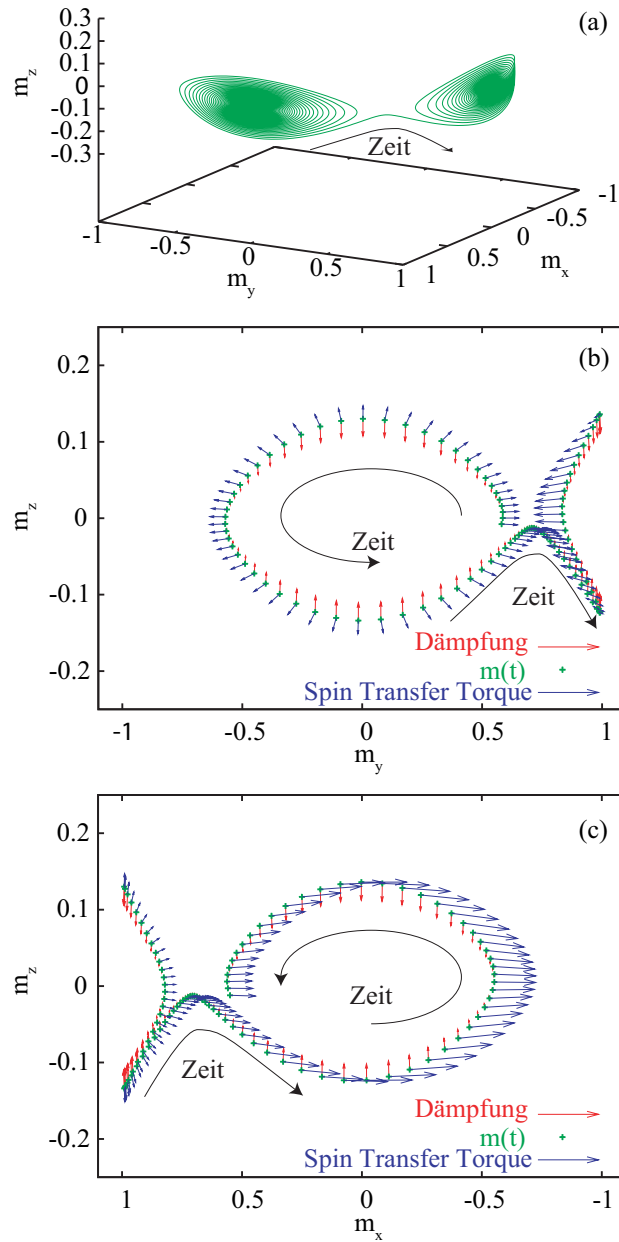 (a)
0.3
0.2
0.1
0
-0.1
-0.2
-0.3
m_z
Zeit
-1
-0.5
0
0.5
1
m_y
-1
-0.5
0
0.5
1
m_x
(b)
0.2
0.1
0
-0.1
-0.2
m_z
Zeit
Zeit
Dämpfung
m(t)
Spin Transfer Torque
-1
-0.5
0
0.5
1
m_y
(c)
0.2
0.1
0
-0.1
-0.2
m_z
Zeit
Zeit
Dämpfung
m(t)
Spin Transfer Torque
1
0.5
0
-0.5
-1
m_x